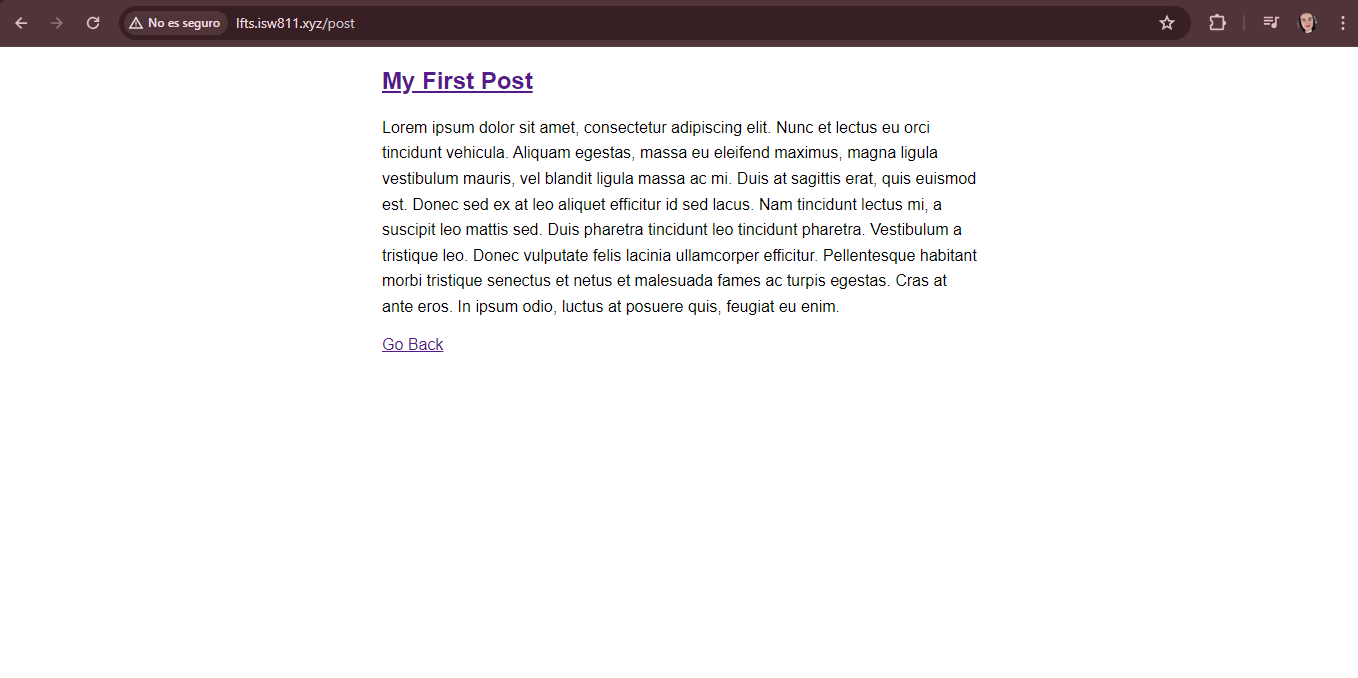 No es seguro lfts.isw811.xyz/post
My First Post
Lorem ipsum dolor sit amet, consectetur adipiscing elit. Nunc et lectus eu orci
tincidunt vehicula. Aliquam egestas, massa eu eleifend maximus, magna ligula
vestibulum mauris, vel blandit ligula massa ac mi. Duis at sagittis erat, quis euismod
est. Donec sed ex at leo aliquet efficitur id sed lacus. Nam tincidunt lectus mi, a
suscipit leo mattis sed. Duis pharetra tincidunt leo tincidunt pharetra. Vestibulum a
tristique leo. Donec vulputate felis lacinia ullamcorper efficitur. Pellentesque habitant
morbi tristique senectus et netus et malesuada fames ac turpis egestas. Cras at
ante eros. In ipsum odio, luctus at posuere quis, feugiat eu enim.
Go Back